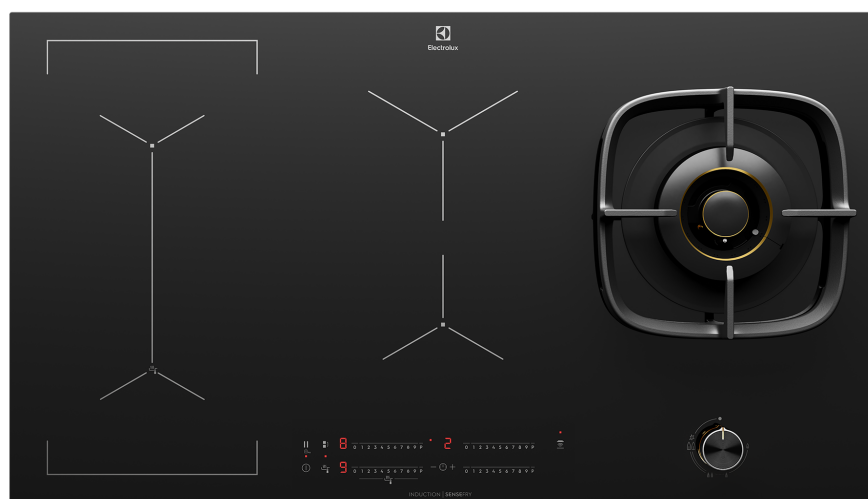 Electrolux
8 0 1 2 3 4 5 6 7 8 9 P 2 0 1 2 3 4 5 6 7 8 9 P
9 0 1 2 3 4 5 6 7 8 9 P − + 0 1 2 3 4 5 6 7 8 9 P
INDUCTION | SENSEFRY